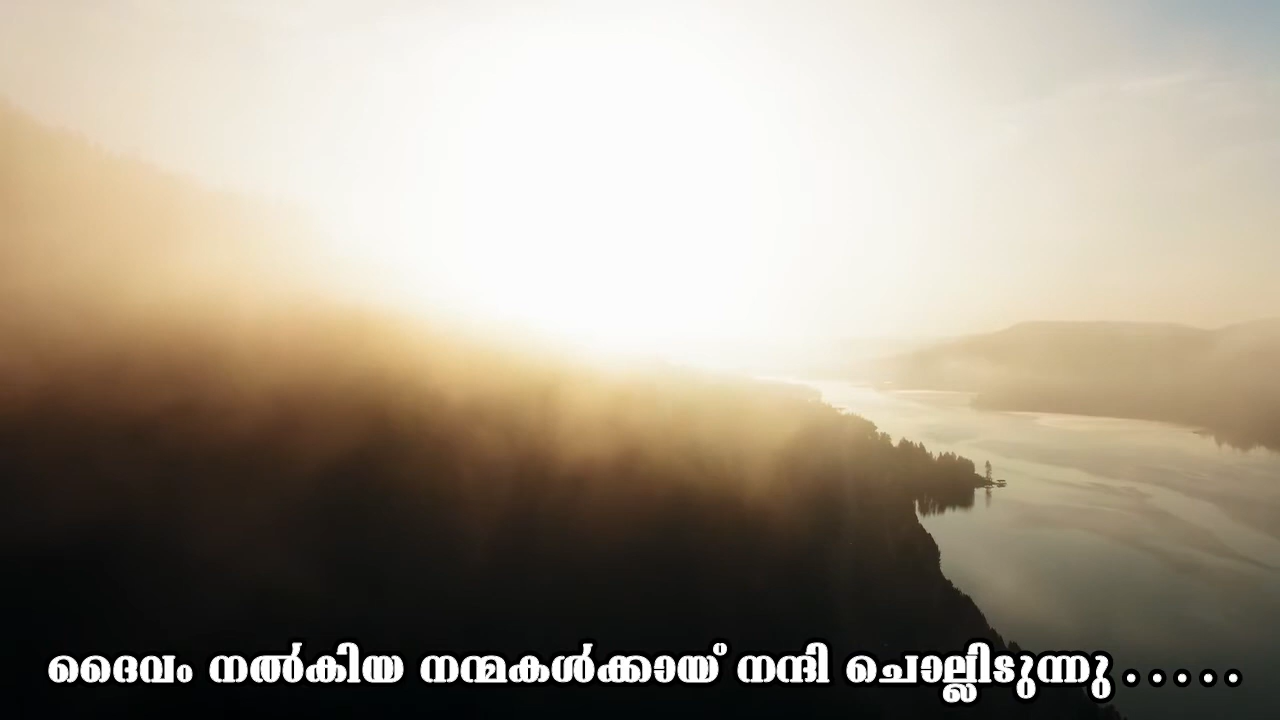 ദൈവം നൽകിയ നന്മകൾക്കായ് നന്ദി ചൊല്ലിടുന്നു . . . . .